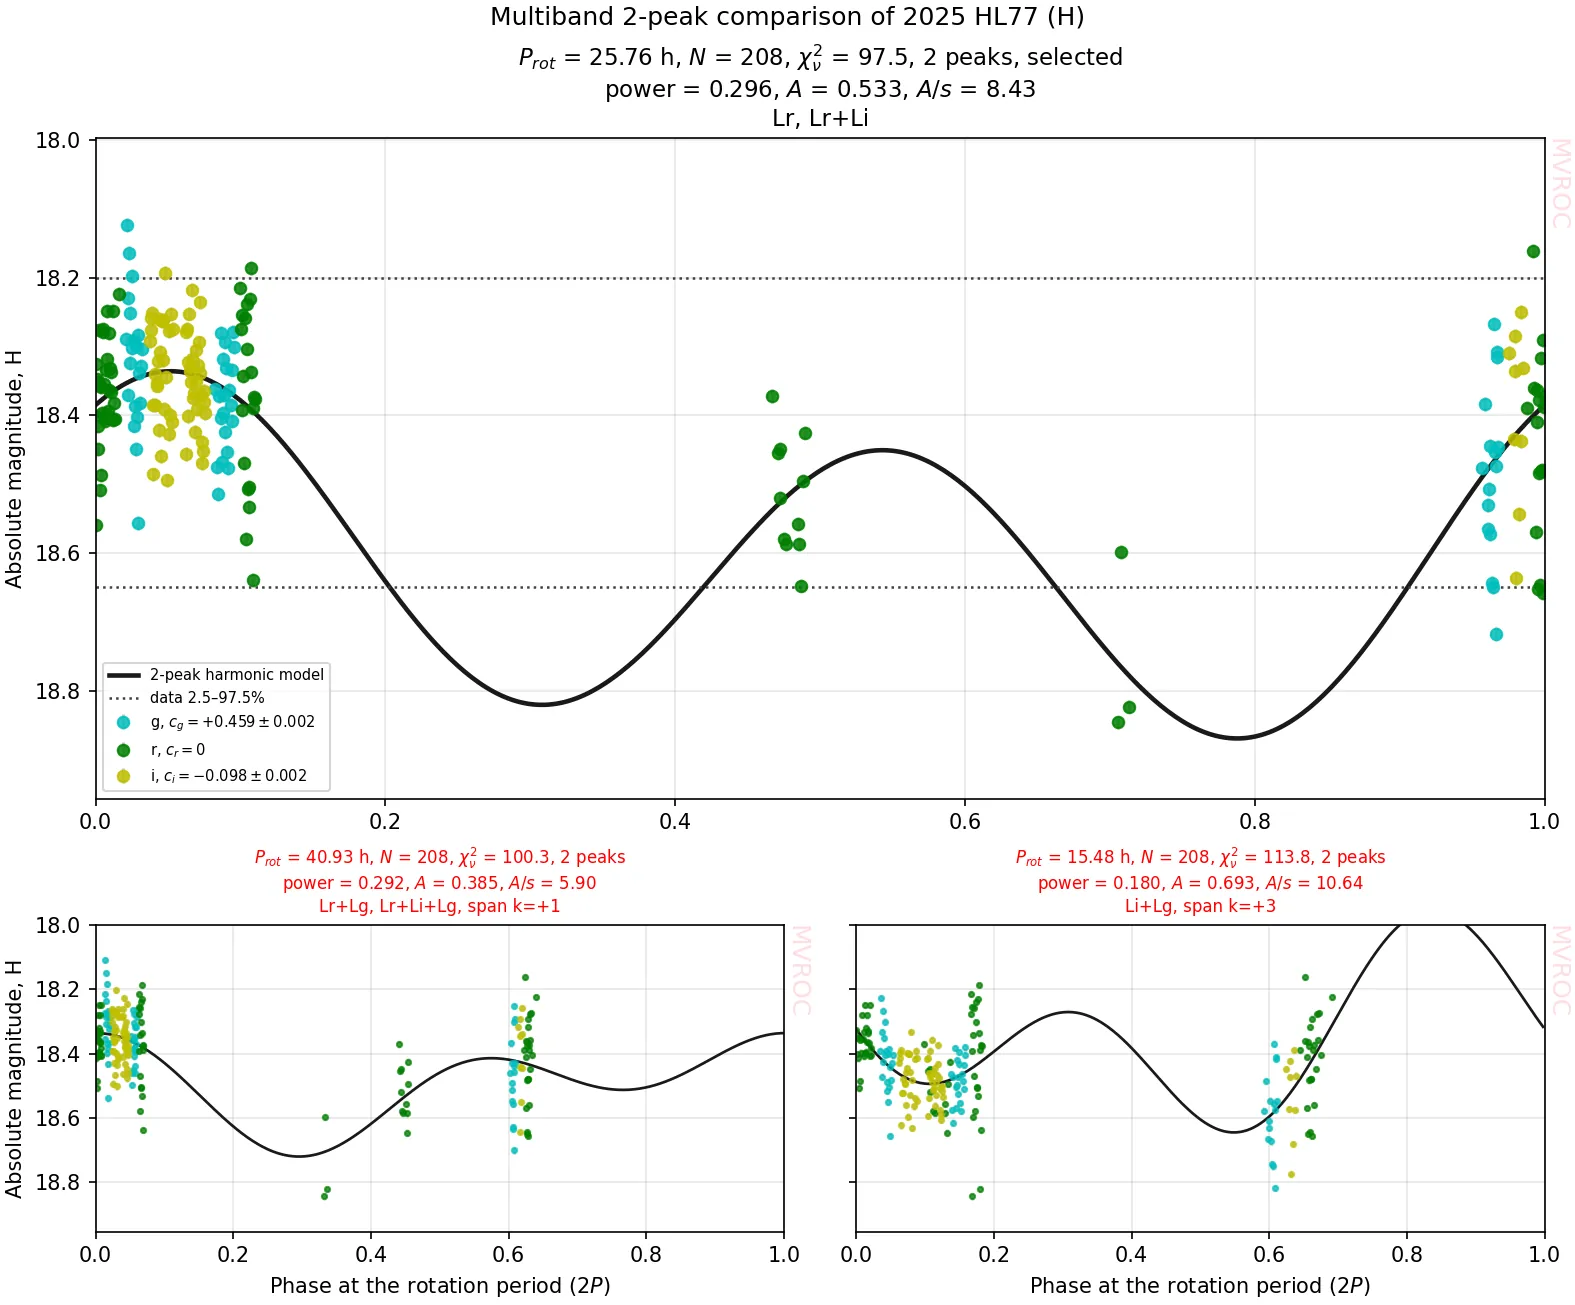 Multiband 2-peak comparison of 2025 HL77 (H)
P_rot = 25.76 h, N = 208, χ²_ν = 97.5, 2 peaks, selected
power = 0.296, A = 0.533, A/s = 8.43
Lr, Lr+Li
MVROC
Absolute magnitude, H
18.0
18.2
18.4
18.6
18.8
2-peak harmonic model
data 2.5–97.5%
g, c_g = +0.459 ± 0.002
r, c_r = 0
i, c_i = −0.098 ± 0.002
0.0 0.2 0.4 0.6 0.8 1.0
P_rot = 40.93 h, N = 208, χ²_ν = 100.3, 2 peaks
power = 0.292, A = 0.385, A/s = 5.90
Lr+Lg, Lr+Li+Lg, span k=+1
MVROC
Absolute magnitude, H
18.0
18.2
18.4
18.6
18.8
0.0 0.2 0.4 0.6 0.8 1.0
Phase at the rotation period (2P)
P_rot = 15.48 h, N = 208, χ²_ν = 113.8, 2 peaks
power = 0.180, A = 0.693, A/s = 10.64
Li+Lg, span k=+3
MVROC
0.0 0.2 0.4 0.6 0.8 1.0
Phase at the rotation period (2P)